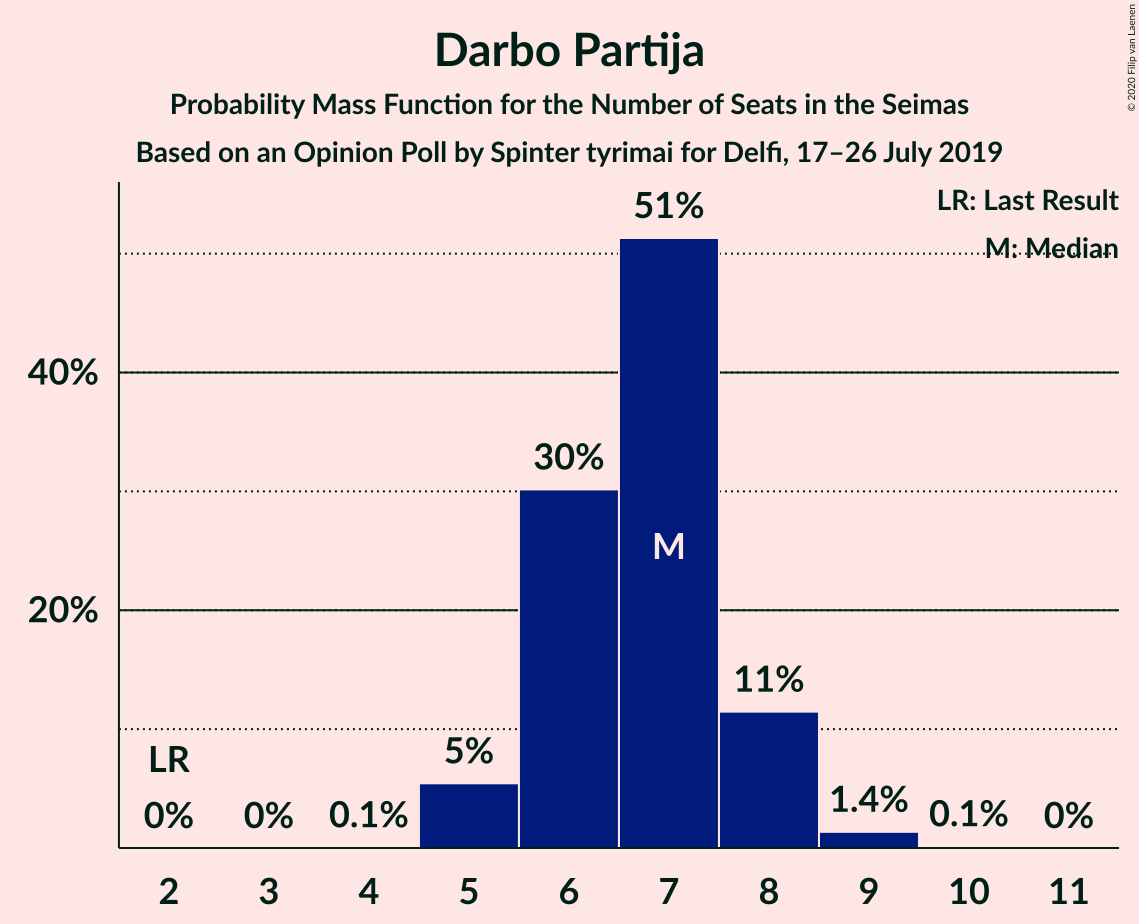 Darbo Partija
Probability Mass Function for the Number of Seats in the Seimas
Based on an Opinion Poll by Spinter tyrimai for Delfi, 17–26 July 2019
© 2020 Filip van Laenen
LR: Last Result
M: Median
40%
20%
51%
30%
M
11%
5%
LR
0%
0%
0.1%
1.4%
0.1%
0%
2 3 4 5 6 7 8 9 10 11